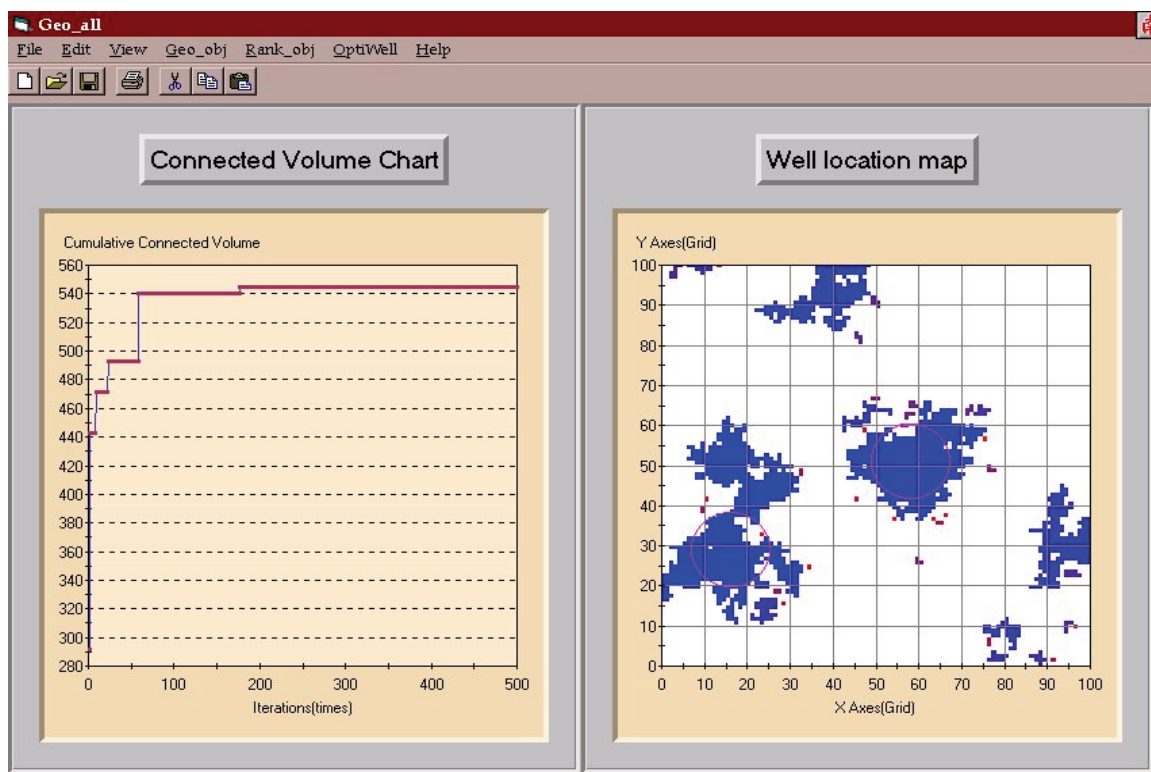 Geo_all
File Edit View Geo_obj Rank_obj OptiWell Help
Connected Volume Chart
Cumulative Connected Volume
560
540
520
500
480
460
440
420
400
380
360
340
320
300
280
0 100 200 300 400 500
Iterations(times)
Well location map
Y Axes(Grid)
100
90
80
70
60
50
40
30
20
10
0
0 10 20 30 40 50 60 70 80 90 100
X Axes(Grid)